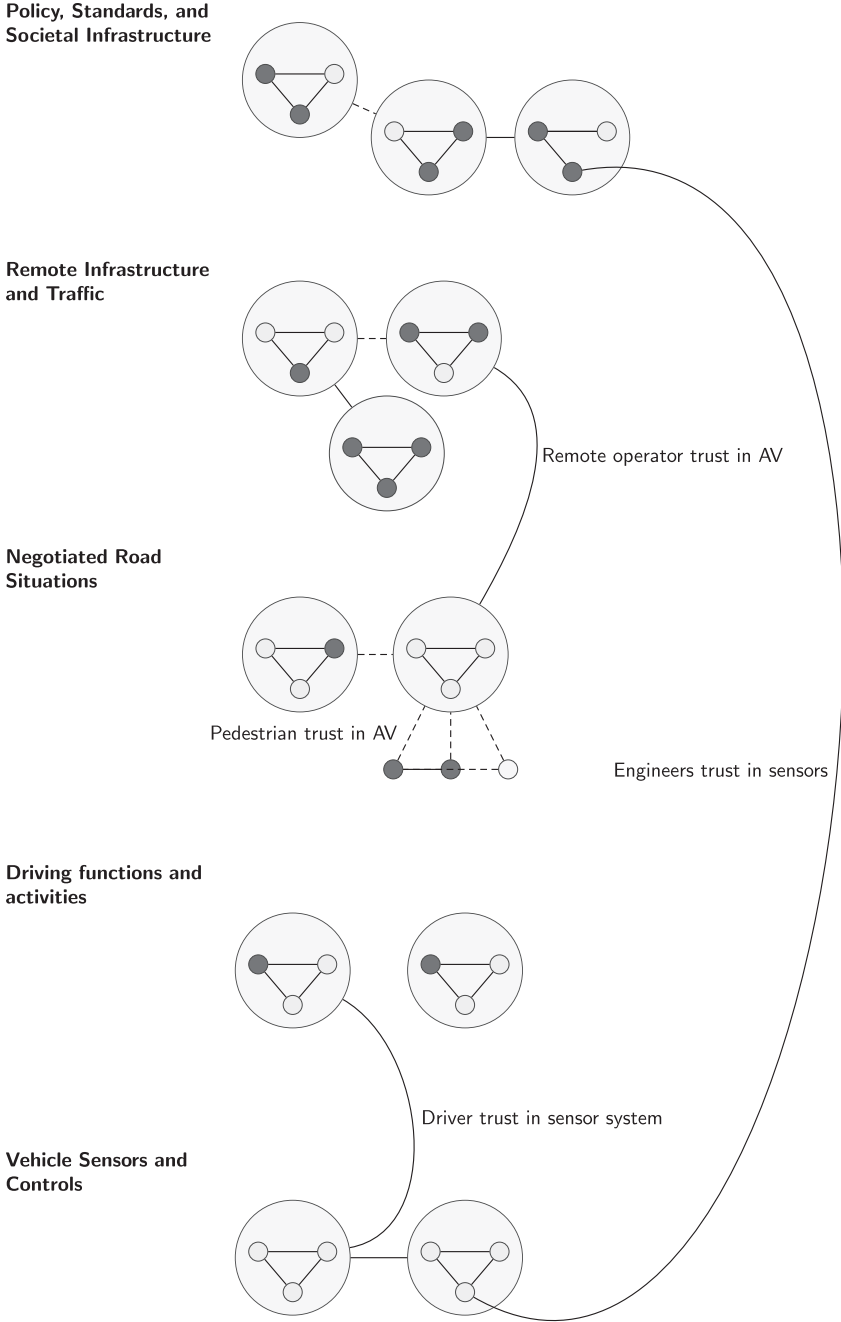 Policy, Standards, and
Societal Infrastructure
Remote Infrastructure
and Traffic
Remote operator trust in AV
Negotiated Road
Situations
Pedestrian trust in AV
Engineers trust in sensors
Driving functions and
activities
Driver trust in sensor system
Vehicle Sensors and
Controls